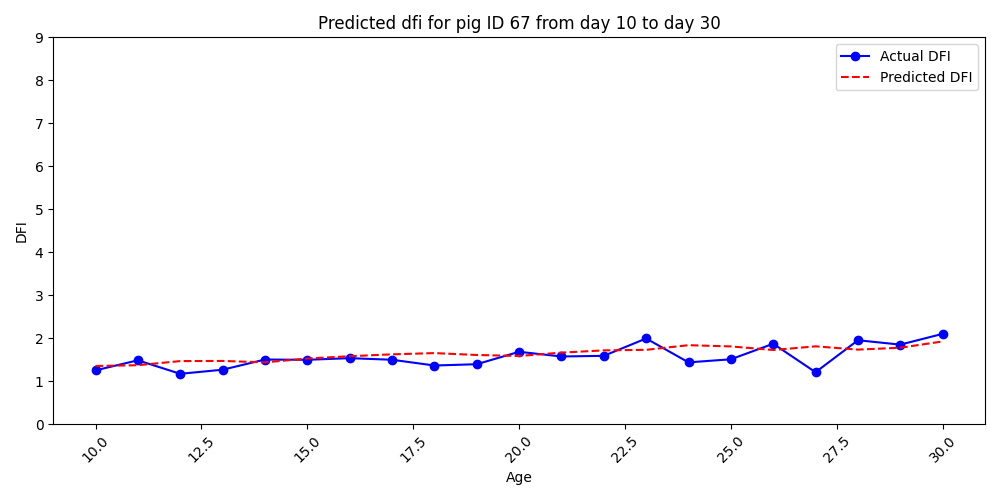 Predicted dfi for pig ID 67 from day 10 to day 30
Actual DFI
Predicted DFI
DFI
9
8
7
6
5
4
3
2
1
0
10.0 12.5 15.0 17.5 20.0 22.5 25.0 27.5 30.0
Age